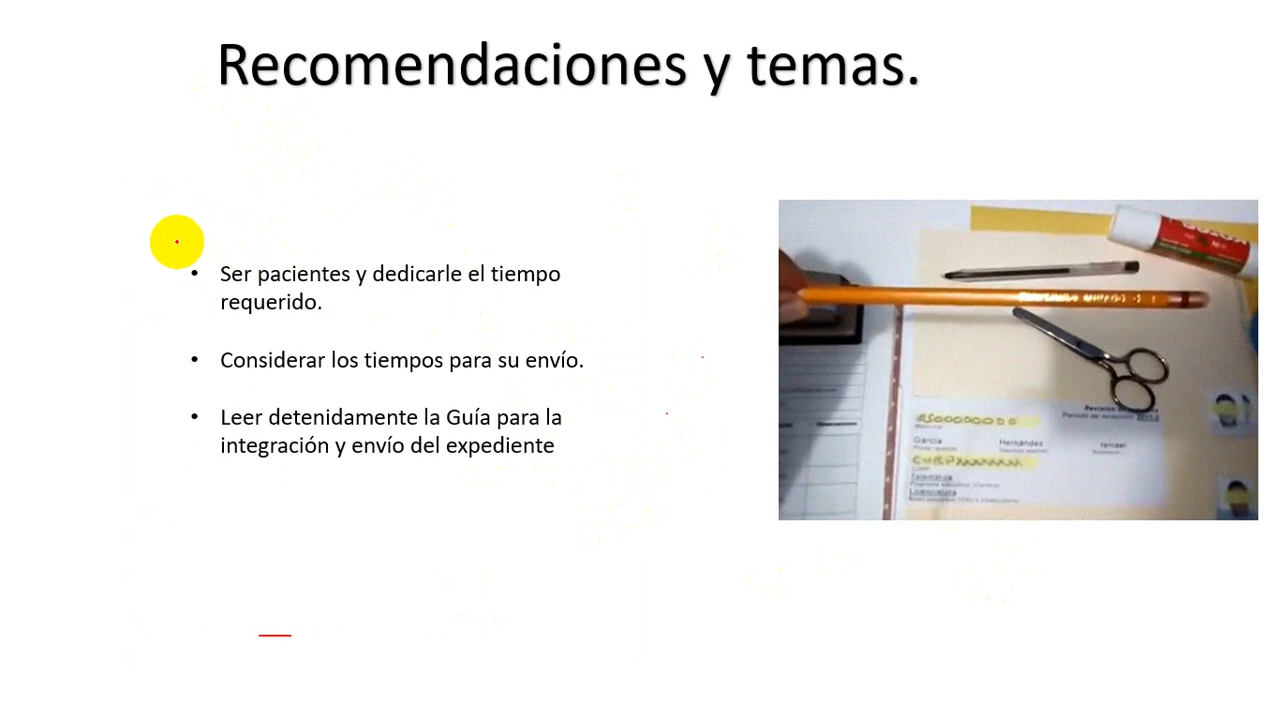 Recomendaciones y temas.
• Ser pacientes y dedicarle el tiempo
requerido.
• Considerar los tiempos para su envío.
• Leer detenidamente la Guía para la
integración y envío del expediente
García
Hernández
Ismael
Telemática
Licenciatura